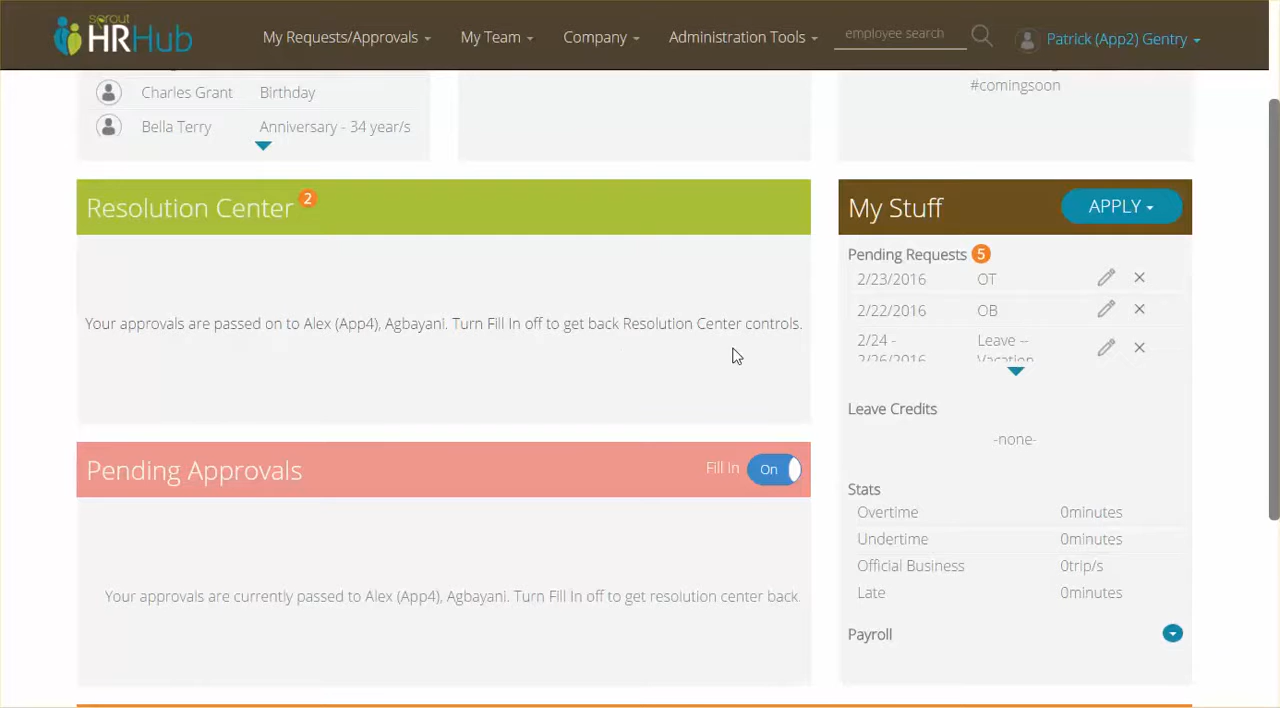 sprout
HRHub
My Requests/Approvals
My Team
Company
Administration Tools
employee search
Patrick (App2) Gentry
Charles Grant Birthday
Bella Terry Anniversary - 34 year/s
#comingsoon
Resolution Center 2
Your approvals are passed on to Alex (App4), Agbayani. Turn Fill In off to get back Resolution Center controls.
My Stuff
APPLY
Pending Requests 5
2/23/2016 OT
2/22/2016 OB
2/24 - Leave --
2/26/2016 Vacation
Leave Credits
-none-
Stats
Overtime 0minutes
Undertime 0minutes
Official Business 0trip/s
Late 0minutes
Payroll
Pending Approvals
Fill In On
Your approvals are currently passed to Alex (App4), Agbayani. Turn Fill In off to get resolution center back.